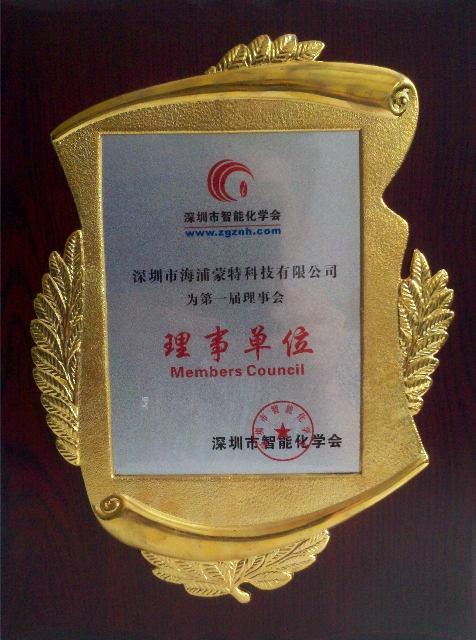 深圳市智能化学会
www.zgznh.com
深圳市海浦蒙特科技有限公司
为第一届理事会
理事单位
Members Council
深圳市智能化学会